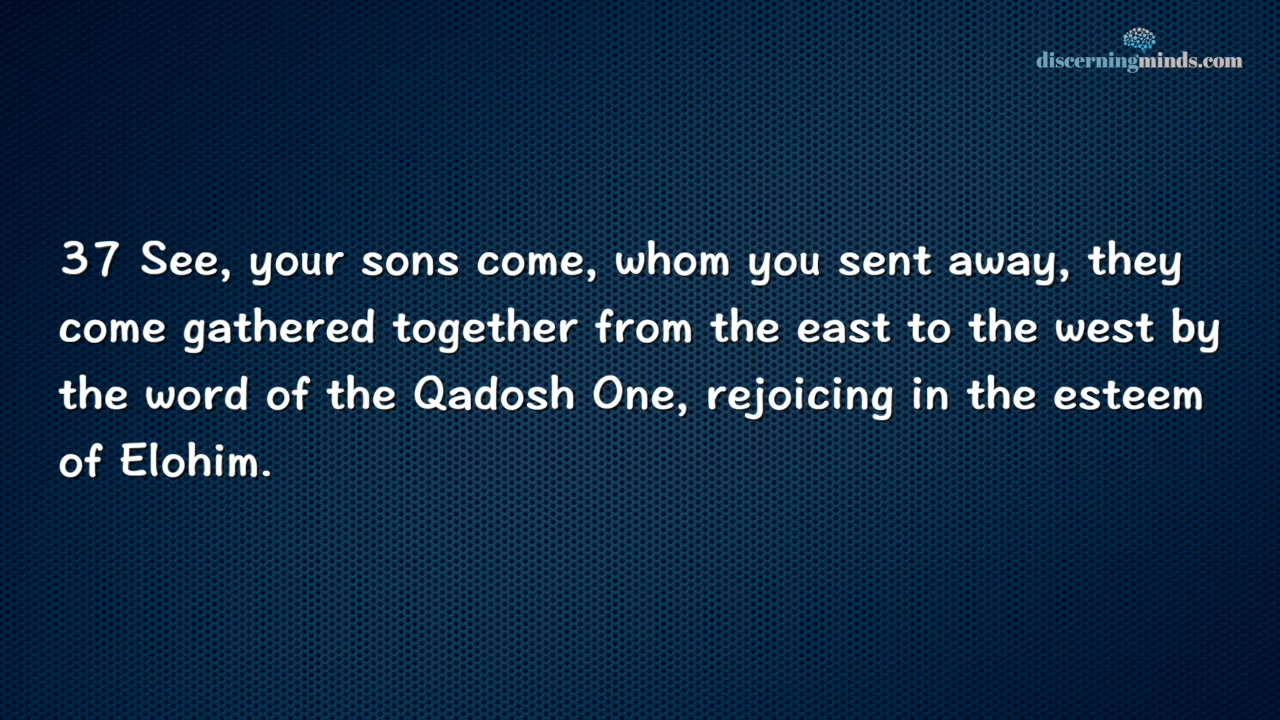 discerningminds.com
37 See, your sons come, whom you sent away, they
come gathered together from the east to the west by
the word of the Qadosh One, rejoicing in the esteem
of Elohim.